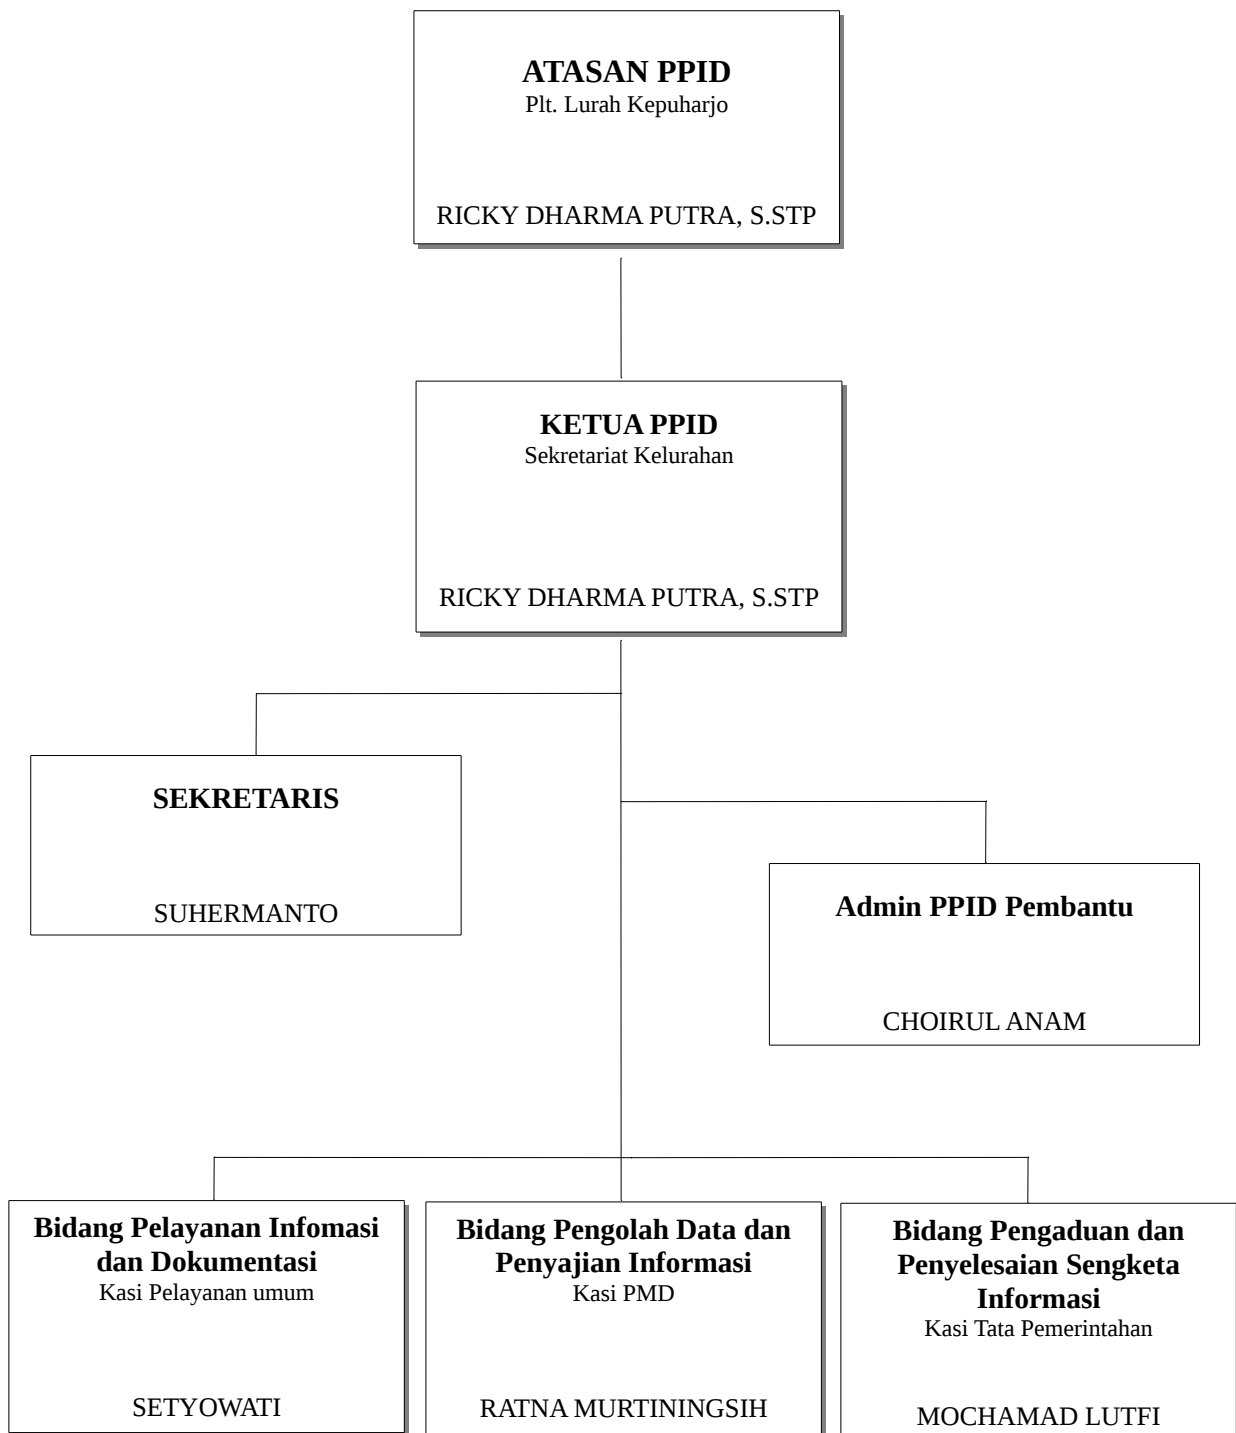 ATASAN PPID
Plt. Lurah Kepuharjo
RICKY DHARMA PUTRA, S.STP
KETUA PPID
Sekretariat Kelurahan
RICKY DHARMA PUTRA, S.STP
SEKRETARIS
SUHERMANTO
Admin PPID Pembantu
CHOIRUL ANAM
Bidang Pelayanan Infomasi
dan Dokumentasi
Kasi Pelayanan umum
SETYOWATI
Bidang Pengolah Data dan
Penyajian Informasi
Kasi PMD
RATNA MURTININGSIH
Bidang Pengaduan dan
Penyelesaian Sengketa
Informasi
Kasi Tata Pemerintahan
MOCHAMAD LUTFI